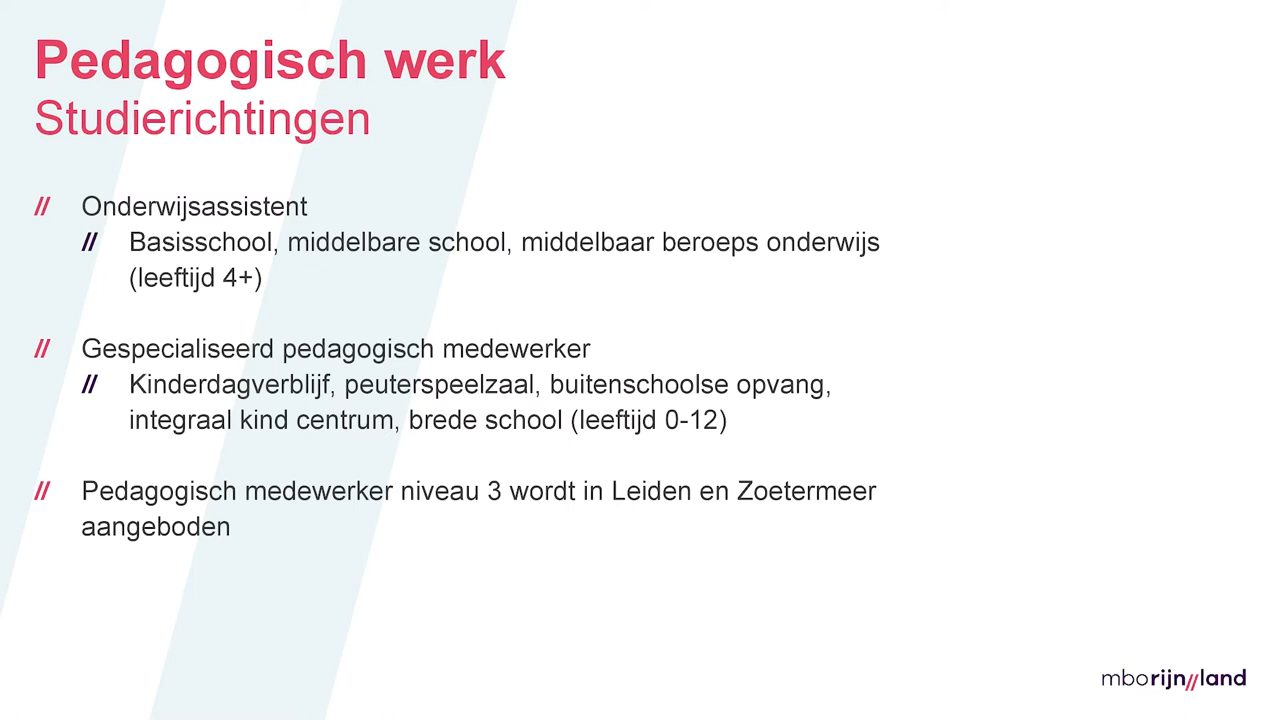 Pedagogisch werk
Studierichtingen
// Onderwijsassistent
// Basisschool, middelbare school, middelbaar beroeps onderwijs
(leeftijd 4+)
// Gespecialiseerd pedagogisch medewerker
// Kinderdagverblijf, peuterspeelzaal, buitenschoolse opvang,
integraal kind centrum, brede school (leeftijd 0-12)
// Pedagogisch medewerker niveau 3 wordt in Leiden en Zoetermeer
aangeboden
mborijn//land